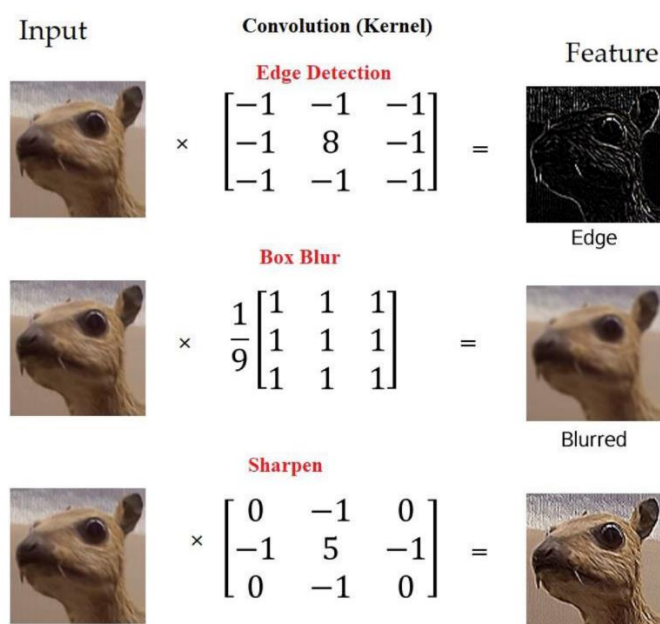 Input
Convolution (Kernel)
Feature
Edge Detection
−1 −1 −1
× −1 8 −1 =
−1 −1 −1
Edge
Box Blur
1 1 1
× 1/9 1 1 1 =
1 1 1
Blurred
Sharpen
0 −1 0
× −1 5 −1 =
0 −1 0